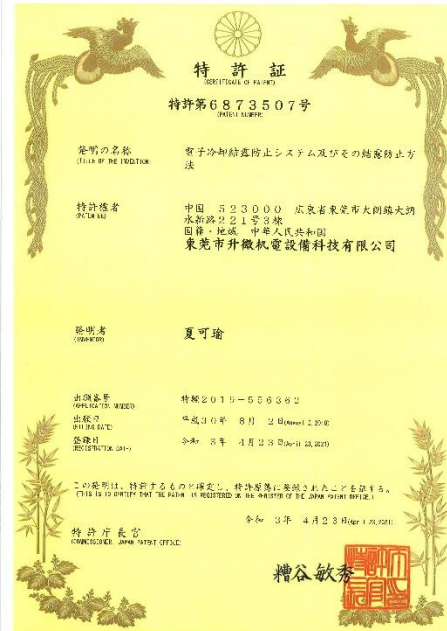 特許証
(CERTIFICATE OF PATENT)
特許第6873507号
(PATENT NUMBER)
発明の名称
(TITLE OF THE INVENTION)
電子冷却結露防止システム及びその結露防止方
法
特許権者
(PATENTEE)
中国 523000 広東省東莞市大朗鎮大朗
水新路221号3棟
国籍・地域 中華人民共和国
東莞市升微机電設備科技有限公司
発明者
(INVENTOR)
夏可瑜
出願番号
(APPLICATION NUMBER)
特願2019-556362
出願日
(FILING DATE)
平成30年 8月 2日(August 2,2018)
登録日
(REGISTRATION DATE)
令和 3年 4月23日(April 23,2021)
この発明は、特許するものと確定し、特許原簿に登録されたことを証する。
(THIS IS TO CERTIFY THAT THE PATENT IS REGISTERED ON THE REGISTER OF THE JAPAN PATENT OFFICE.)
令和 3年 4月23日(April 23,2021)
特許庁長官
(COMMISSIONER, JAPAN PATENT OFFICE)
糟谷敏秀